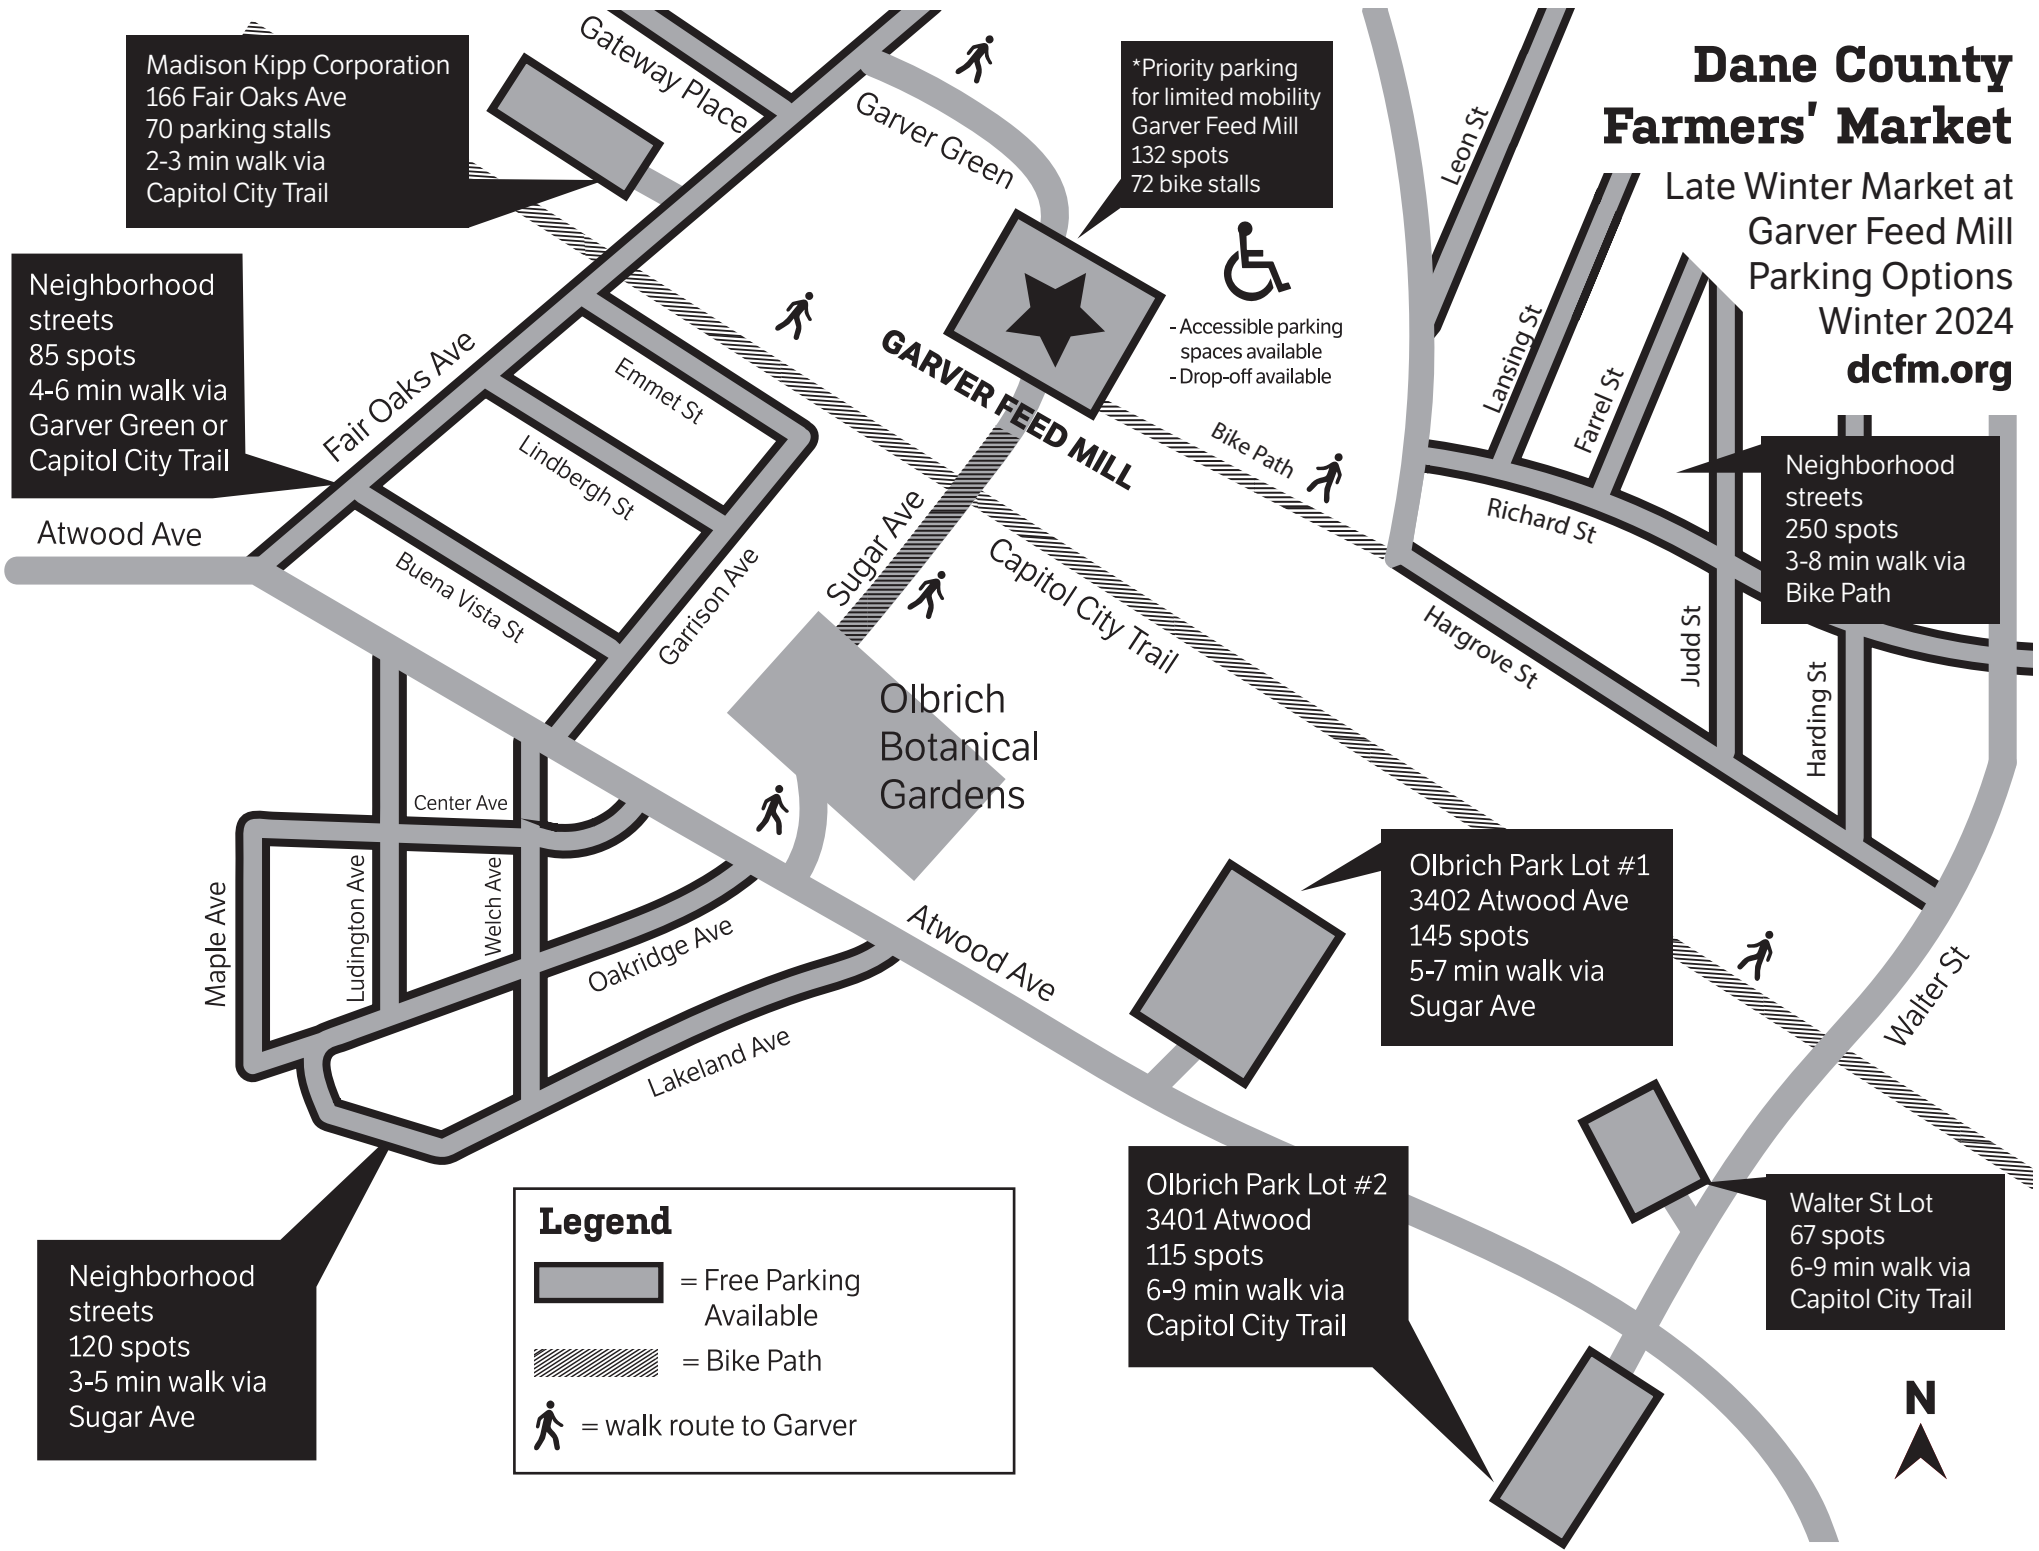 Dane County
Farmers' Market
Late Winter Market at
Garver Feed Mill
Parking Options
Winter 2024
dcfm.org
Madison Kipp Corporation
166 Fair Oaks Ave
70 parking stalls
2-3 min walk via
Capitol City Trail
Gateway Place
Garver Green
*Priority parking
for limited mobility
Garver Feed Mill
132 spots
72 bike stalls
- Accessible parking
spaces available
- Drop-off available
Leon St
Lansing St
Farrel St
Neighborhood
streets
85 spots
4-6 min walk via
Garver Green or
Capitol City Trail
Fair Oaks Ave
Emmet St
Lindbergh St
Buena Vista St
Garrison Ave
GARVER FEED MILL
Bike Path
Sugar Ave
Capitol City Trail
Richard St
Neighborhood
streets
250 spots
3-8 min walk via
Bike Path
Atwood Ave
Hargrove St
Judd St
Harding St
Olbrich
Botanical
Gardens
Center Ave
Maple Ave
Ludington Ave
Welch Ave
Oakridge Ave
Lakeland Ave
Atwood Ave
Olbrich Park Lot #1
3402 Atwood Ave
145 spots
5-7 min walk via
Sugar Ave
Walter St
Olbrich Park Lot #2
3401 Atwood
115 spots
6-9 min walk via
Capitol City Trail
Walter St Lot
67 spots
6-9 min walk via
Capitol City Trail
Neighborhood
streets
120 spots
3-5 min walk via
Sugar Ave
Legend
= Free Parking
Available
= Bike Path
= walk route to Garver
N